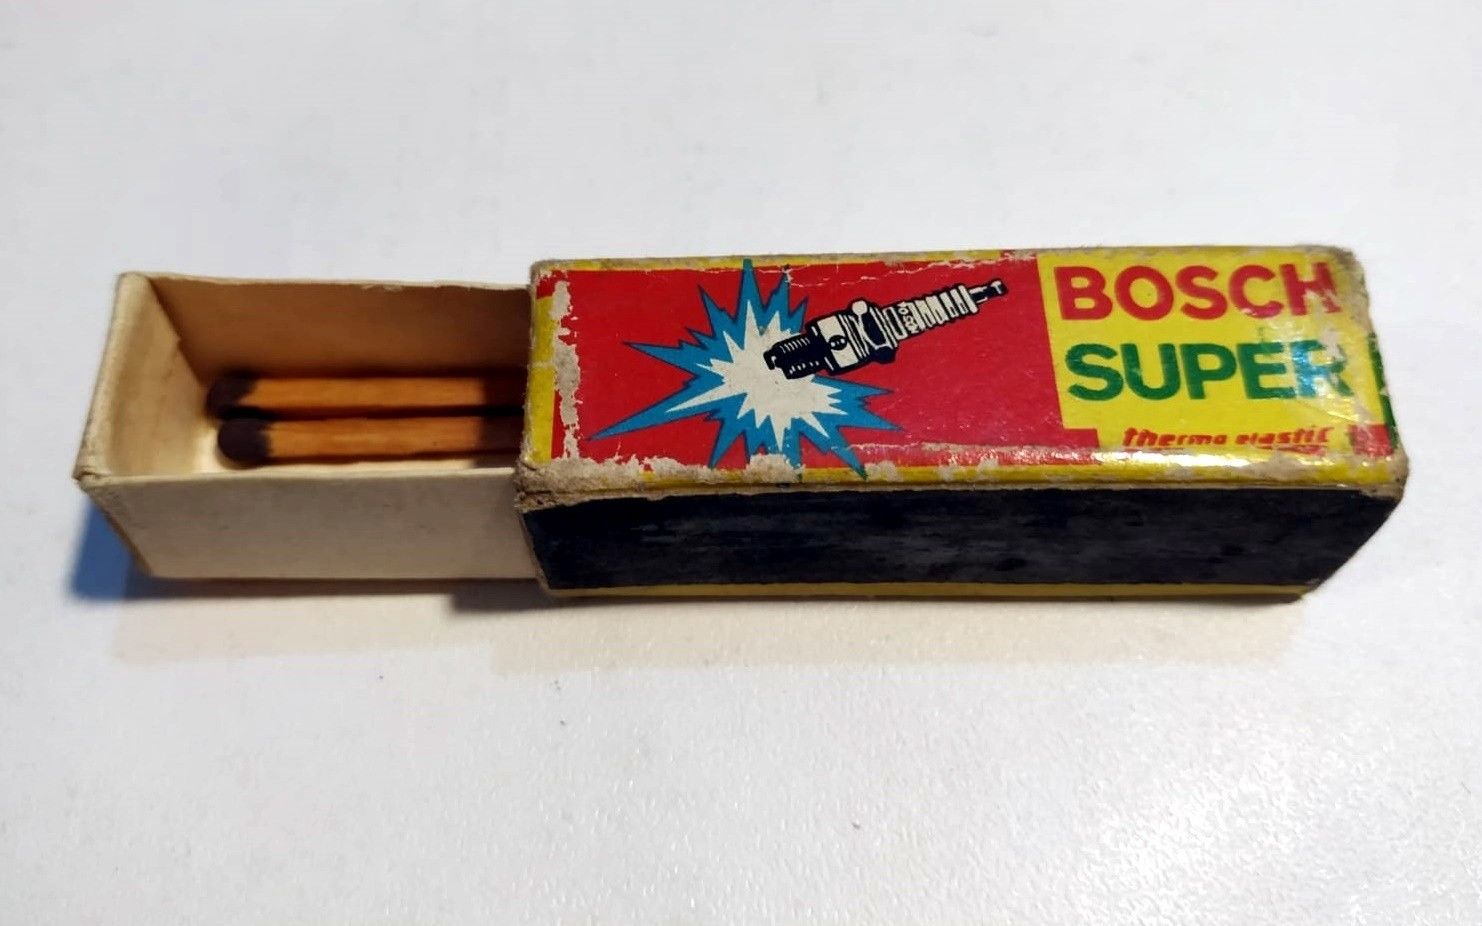 BOSCH
SUPER
thermo elastic